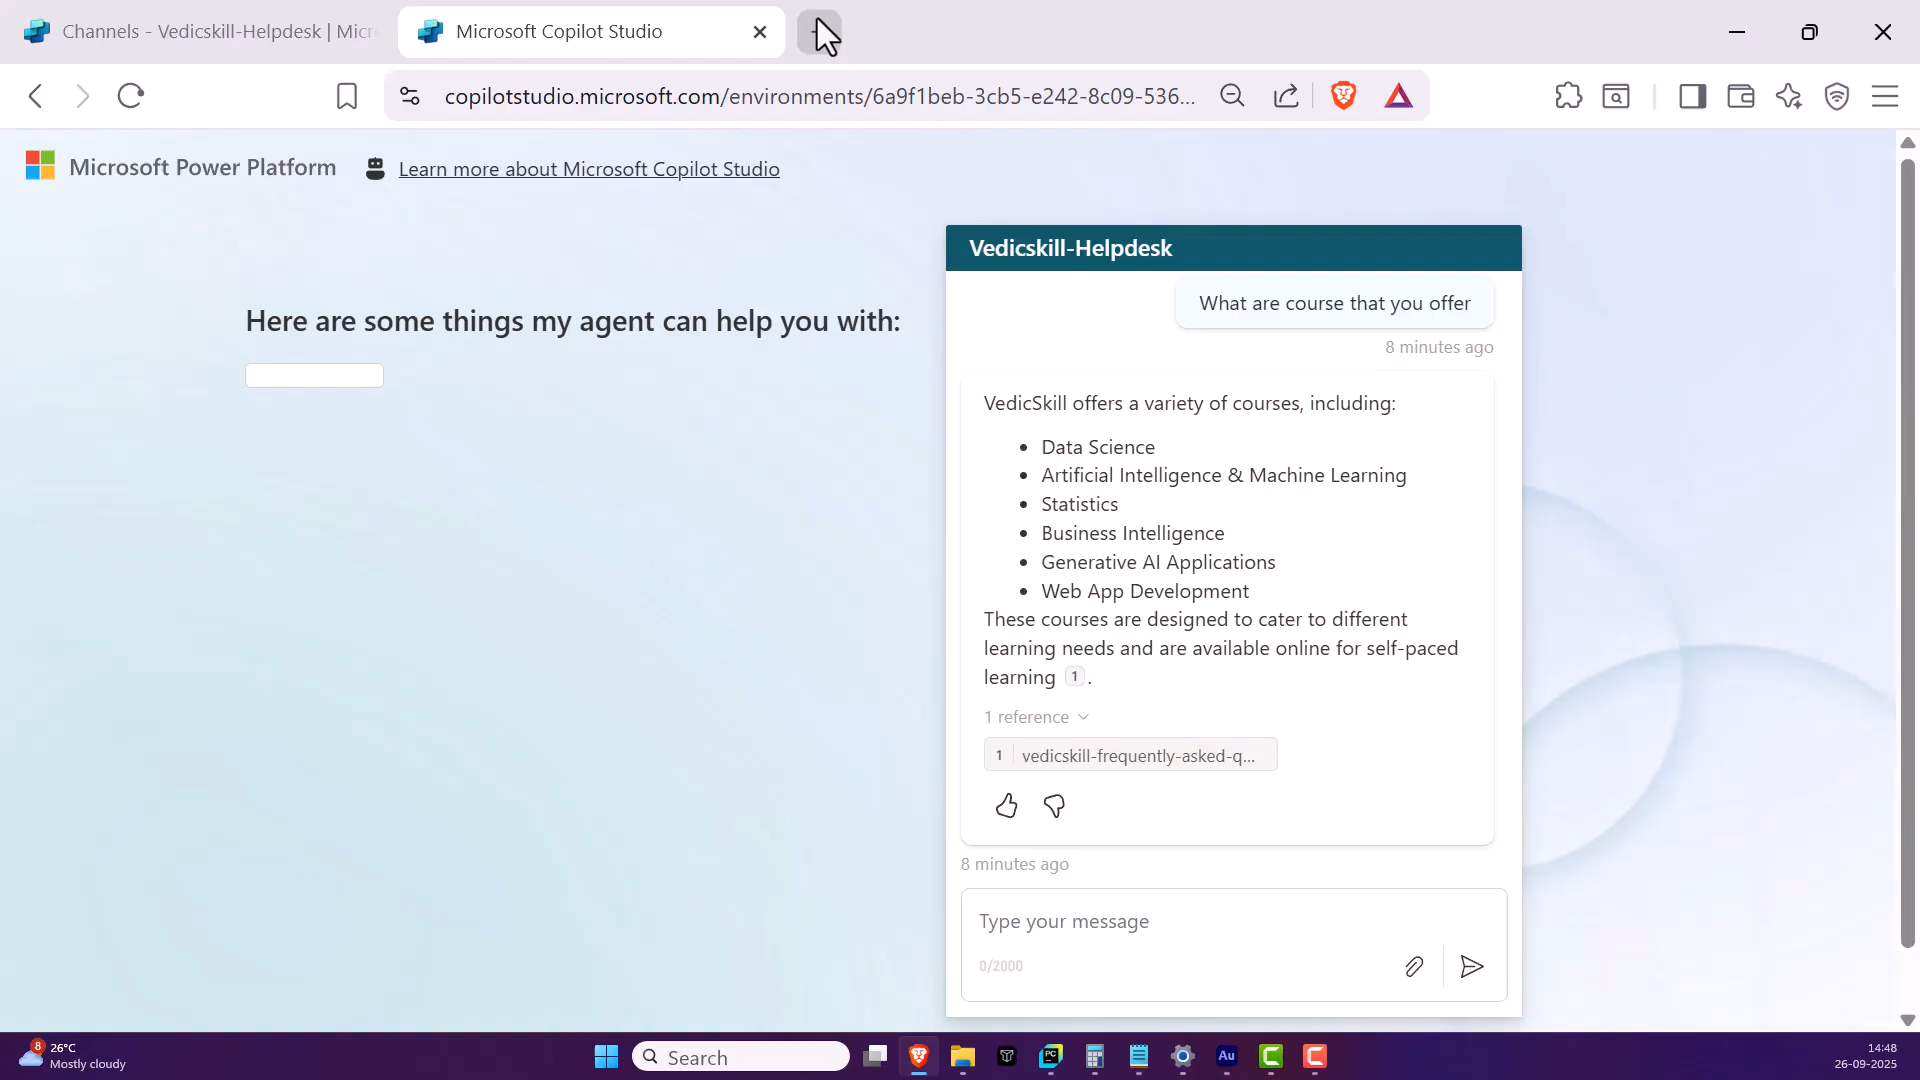 Channels - Vedicskill-Helpdesk | Micr
Microsoft Copilot Studio
copilotstudio.microsoft.com/environments/6a9f1beb-3cb5-e242-8c09-536...
Microsoft Power Platform
Learn more about Microsoft Copilot Studio
Vedicskill-Helpdesk
What are course that you offer
8 minutes ago
Here are some things my agent can help you with:
VedicSkill offers a variety of courses, including:
• Data Science
• Artificial Intelligence & Machine Learning
• Statistics
• Business Intelligence
• Generative AI Applications
• Web App Development
These courses are designed to cater to different
learning needs and are available online for self-paced
learning 1 .
1 reference
1 vedicskill-frequently-asked-q...
8 minutes ago
Type your message
0/2000
8
26°C
Mostly cloudy
Search
PC
Au
14:48
26-09-2025